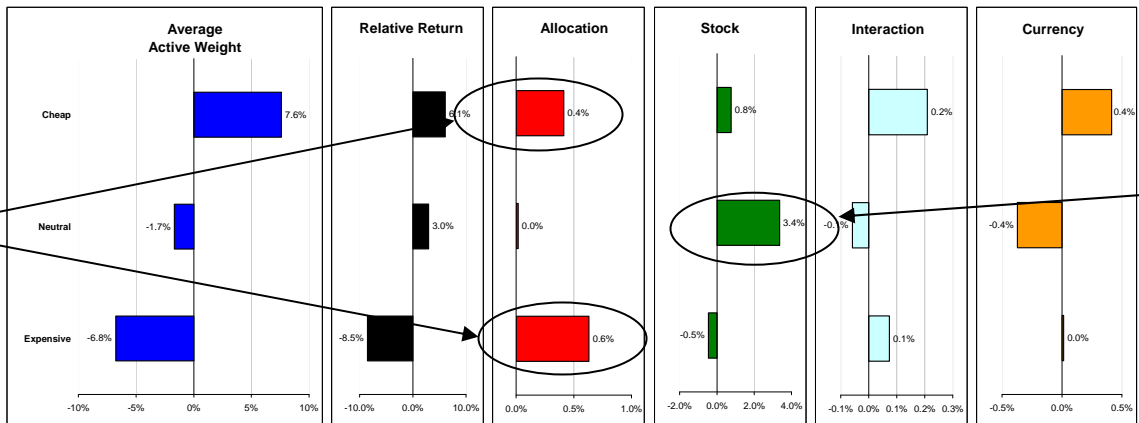 Average
Active Weight
Relative Return
Allocation
Stock
Interaction
Currency
Cheap
7.6%
6.1%
0.4%
0.8%
0.2%
0.4%
Neutral
-1.7%
3.0%
0.0%
3.4%
-0.1%
-0.4%
Expensive
-6.8%
-8.5%
0.6%
-0.5%
0.1%
0.0%
-10% -5% 0% 5% 10%
-10.0% 0.0% 10.0%
0.0% 0.5% 1.0%
-2.0% 0.0% 2.0% 4.0%
-0.1% 0.0% 0.1% 0.2% 0.3%
-0.5% 0.0% 0.5%